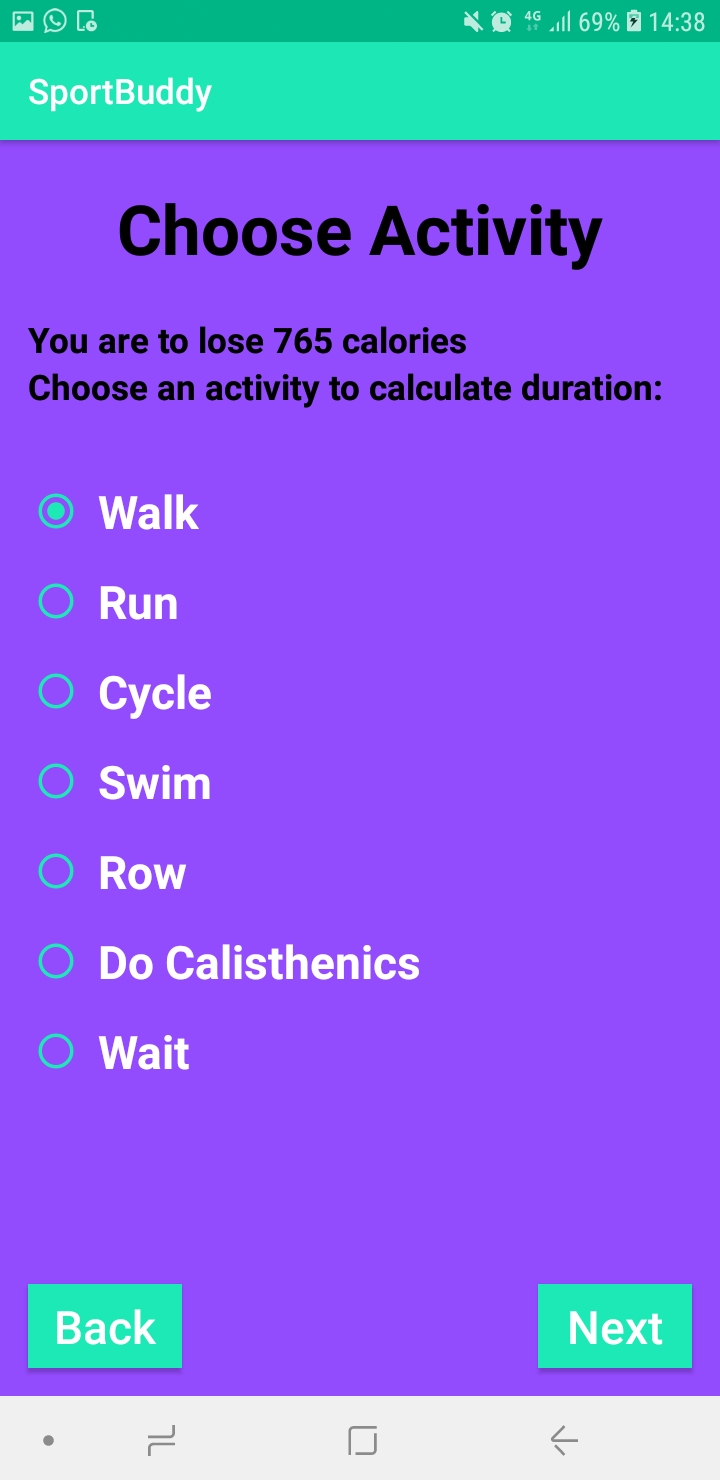 4G 69% 14:38
SportBuddy
Choose Activity
You are to lose 765 calories
Choose an activity to calculate duration:
Walk
Run
Cycle
Swim
Row
Do Calisthenics
Wait
Back Next